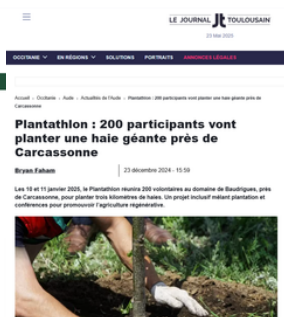 LE JOURNAL Jt TOULOUSAIN
23 Mai 2025
OCCITANIE EN RÉGIONS SOLUTIONS PORTRAITS ANNONCES LÉGALES
Accueil › Occitanie › Aude › Actualités de l'Aude › Plantathlon : 200 participants vont planter une haie géante près de
Carcassonne
Plantathlon : 200 participants vont
planter une haie géante près de
Carcassonne
Bryan Faham 23 décembre 2024 - 15:59
Les 10 et 11 janvier 2025, le Plantathlon réunira 200 volontaires au domaine de Baudrigues, près
de Carcassonne, pour planter trois kilomètres de haies. Un projet inclusif mêlant plantation et
conférences pour promouvoir l'agriculture régénérative.